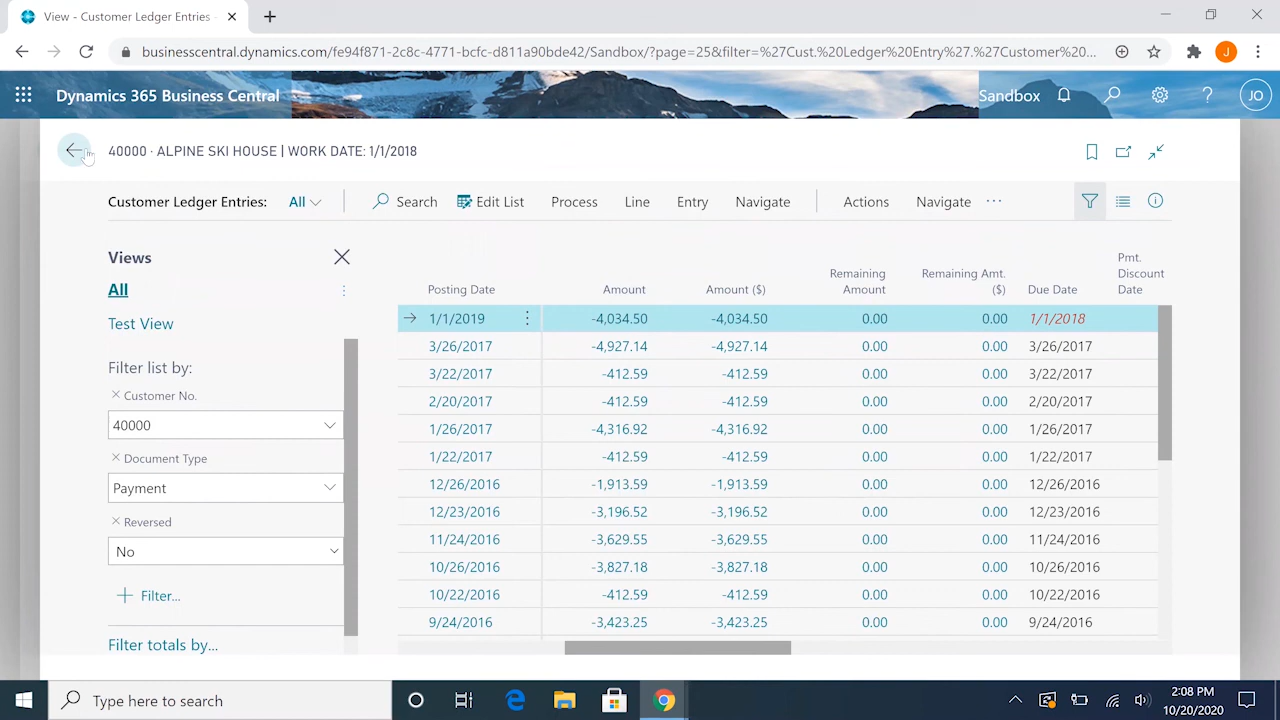 View - Customer Ledger Entries
businesscentral.dynamics.com/fe94f871-2c8c-4771-bcfc-d811a90bde42/Sandbox/?page=25&filter=%27Cust.%20Ledger%20Entry%27.%27Customer%20...
J
Dynamics 365 Business Central
Sandbox
?
JO
40000 · ALPINE SKI HOUSE | WORK DATE: 1/1/2018
Customer Ledger Entries: All
Search Edit List Process Line Entry Navigate Actions Navigate ···
Views
All
Test View
Filter list by:
× Customer No.
40000
× Document Type
Payment
× Reversed
No
+ Filter...
Filter totals by...
Posting Date Amount Amount ($) Remaining Amount Remaining Amt. ($) Due Date Pmt. Discount Date
1/1/2019 -4,034.50 -4,034.50 0.00 0.00 1/1/2018
3/26/2017 -4,927.14 -4,927.14 0.00 0.00 3/26/2017
3/22/2017 -412.59 -412.59 0.00 0.00 3/22/2017
2/20/2017 -412.59 -412.59 0.00 0.00 2/20/2017
1/26/2017 -4,316.92 -4,316.92 0.00 0.00 1/26/2017
1/22/2017 -412.59 -412.59 0.00 0.00 1/22/2017
12/26/2016 -1,913.59 -1,913.59 0.00 0.00 12/26/2016
12/23/2016 -3,196.52 -3,196.52 0.00 0.00 12/23/2016
11/24/2016 -3,629.55 -3,629.55 0.00 0.00 11/24/2016
10/26/2016 -3,827.18 -3,827.18 0.00 0.00 10/26/2016
10/22/2016 -412.59 -412.59 0.00 0.00 10/22/2016
9/24/2016 -3,423.25 -3,423.25 0.00 0.00 9/24/2016
Type here to search
2:08 PM
10/20/2020